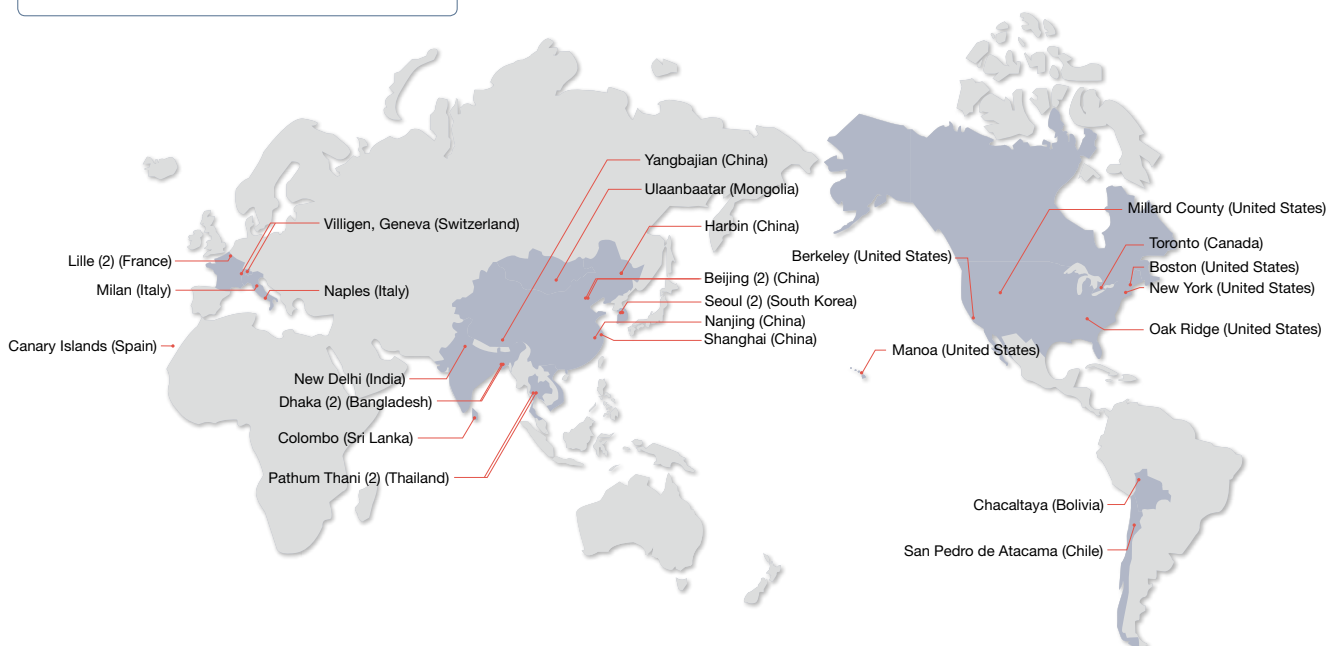 Yangbajian (China)
Ulaanbaatar (Mongolia)
Harbin (China)
Villigen, Geneva (Switzerland)
Lille (2) (France)
Milan (Italy)
Naples (Italy)
Beijing (2) (China)
Seoul (2) (South Korea)
Nanjing (China)
Shanghai (China)
Canary Islands (Spain)
New Delhi (India)
Dhaka (2) (Bangladesh)
Colombo (Sri Lanka)
Pathum Thani (2) (Thailand)
Millard County (United States)
Toronto (Canada)
Berkeley (United States)
Boston (United States)
New York (United States)
Oak Ridge (United States)
Manoa (United States)
Chacaltaya (Bolivia)
San Pedro de Atacama (Chile)